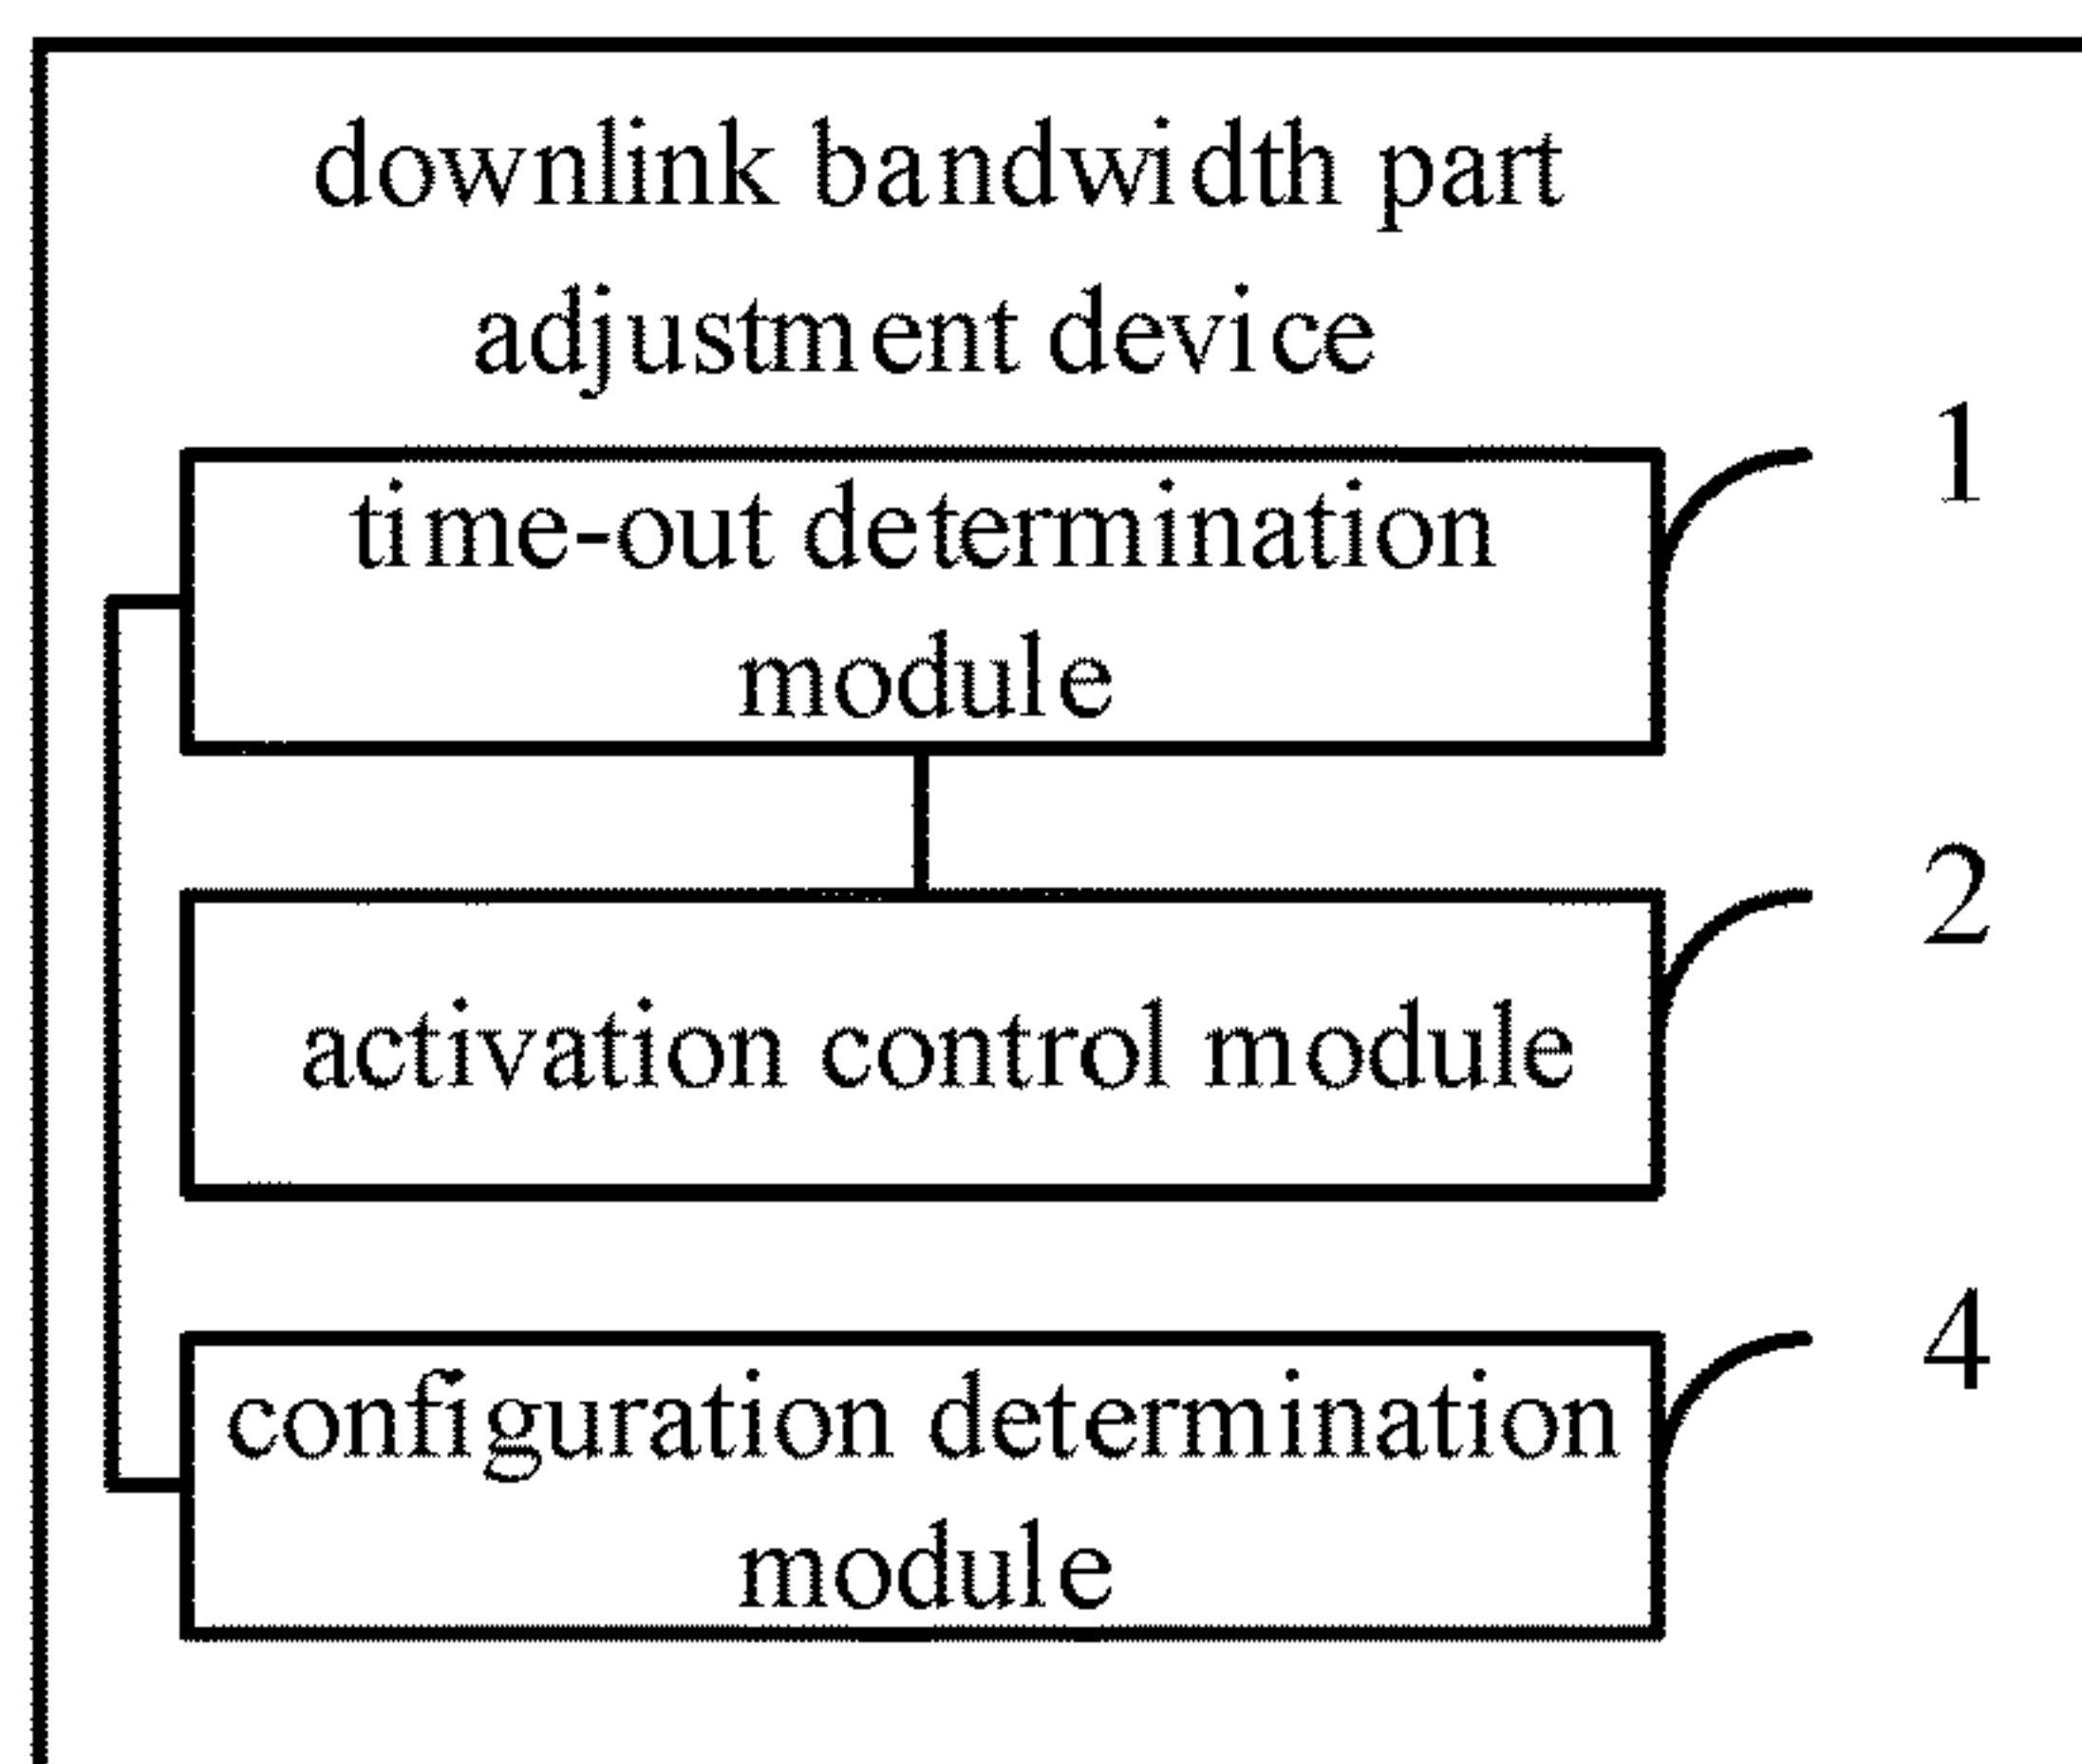 downlink bandwidth part
adjustment device
time-out determination
module
1
activation control module
2
configuration determination
module
4